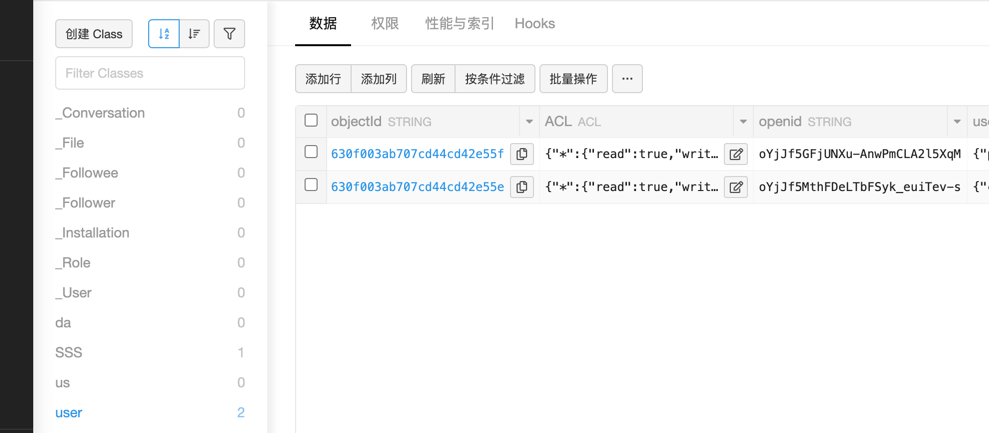 创建 Class
Filter Classes
_Conversation 0
_File 0
_Followee 0
_Follower 0
_Installation 0
_Role 0
_User 0
da 0
SSS 1
us 0
user 2
数据 权限 性能与索引 Hooks
添加行 添加列 刷新 按条件过滤 批量操作 ···
objectId STRING ACL ACL openid STRING use
630f003ab707cd44cd42e55f {"*":{"read":true,"writ… oYjJf5GFjUNXu-AnwPmCLA2l5XqM {"p
630f003ab707cd44cd42e55e {"*":{"read":true,"writ… oYjJf5MthFDeLTbFSyk_euiTev-s